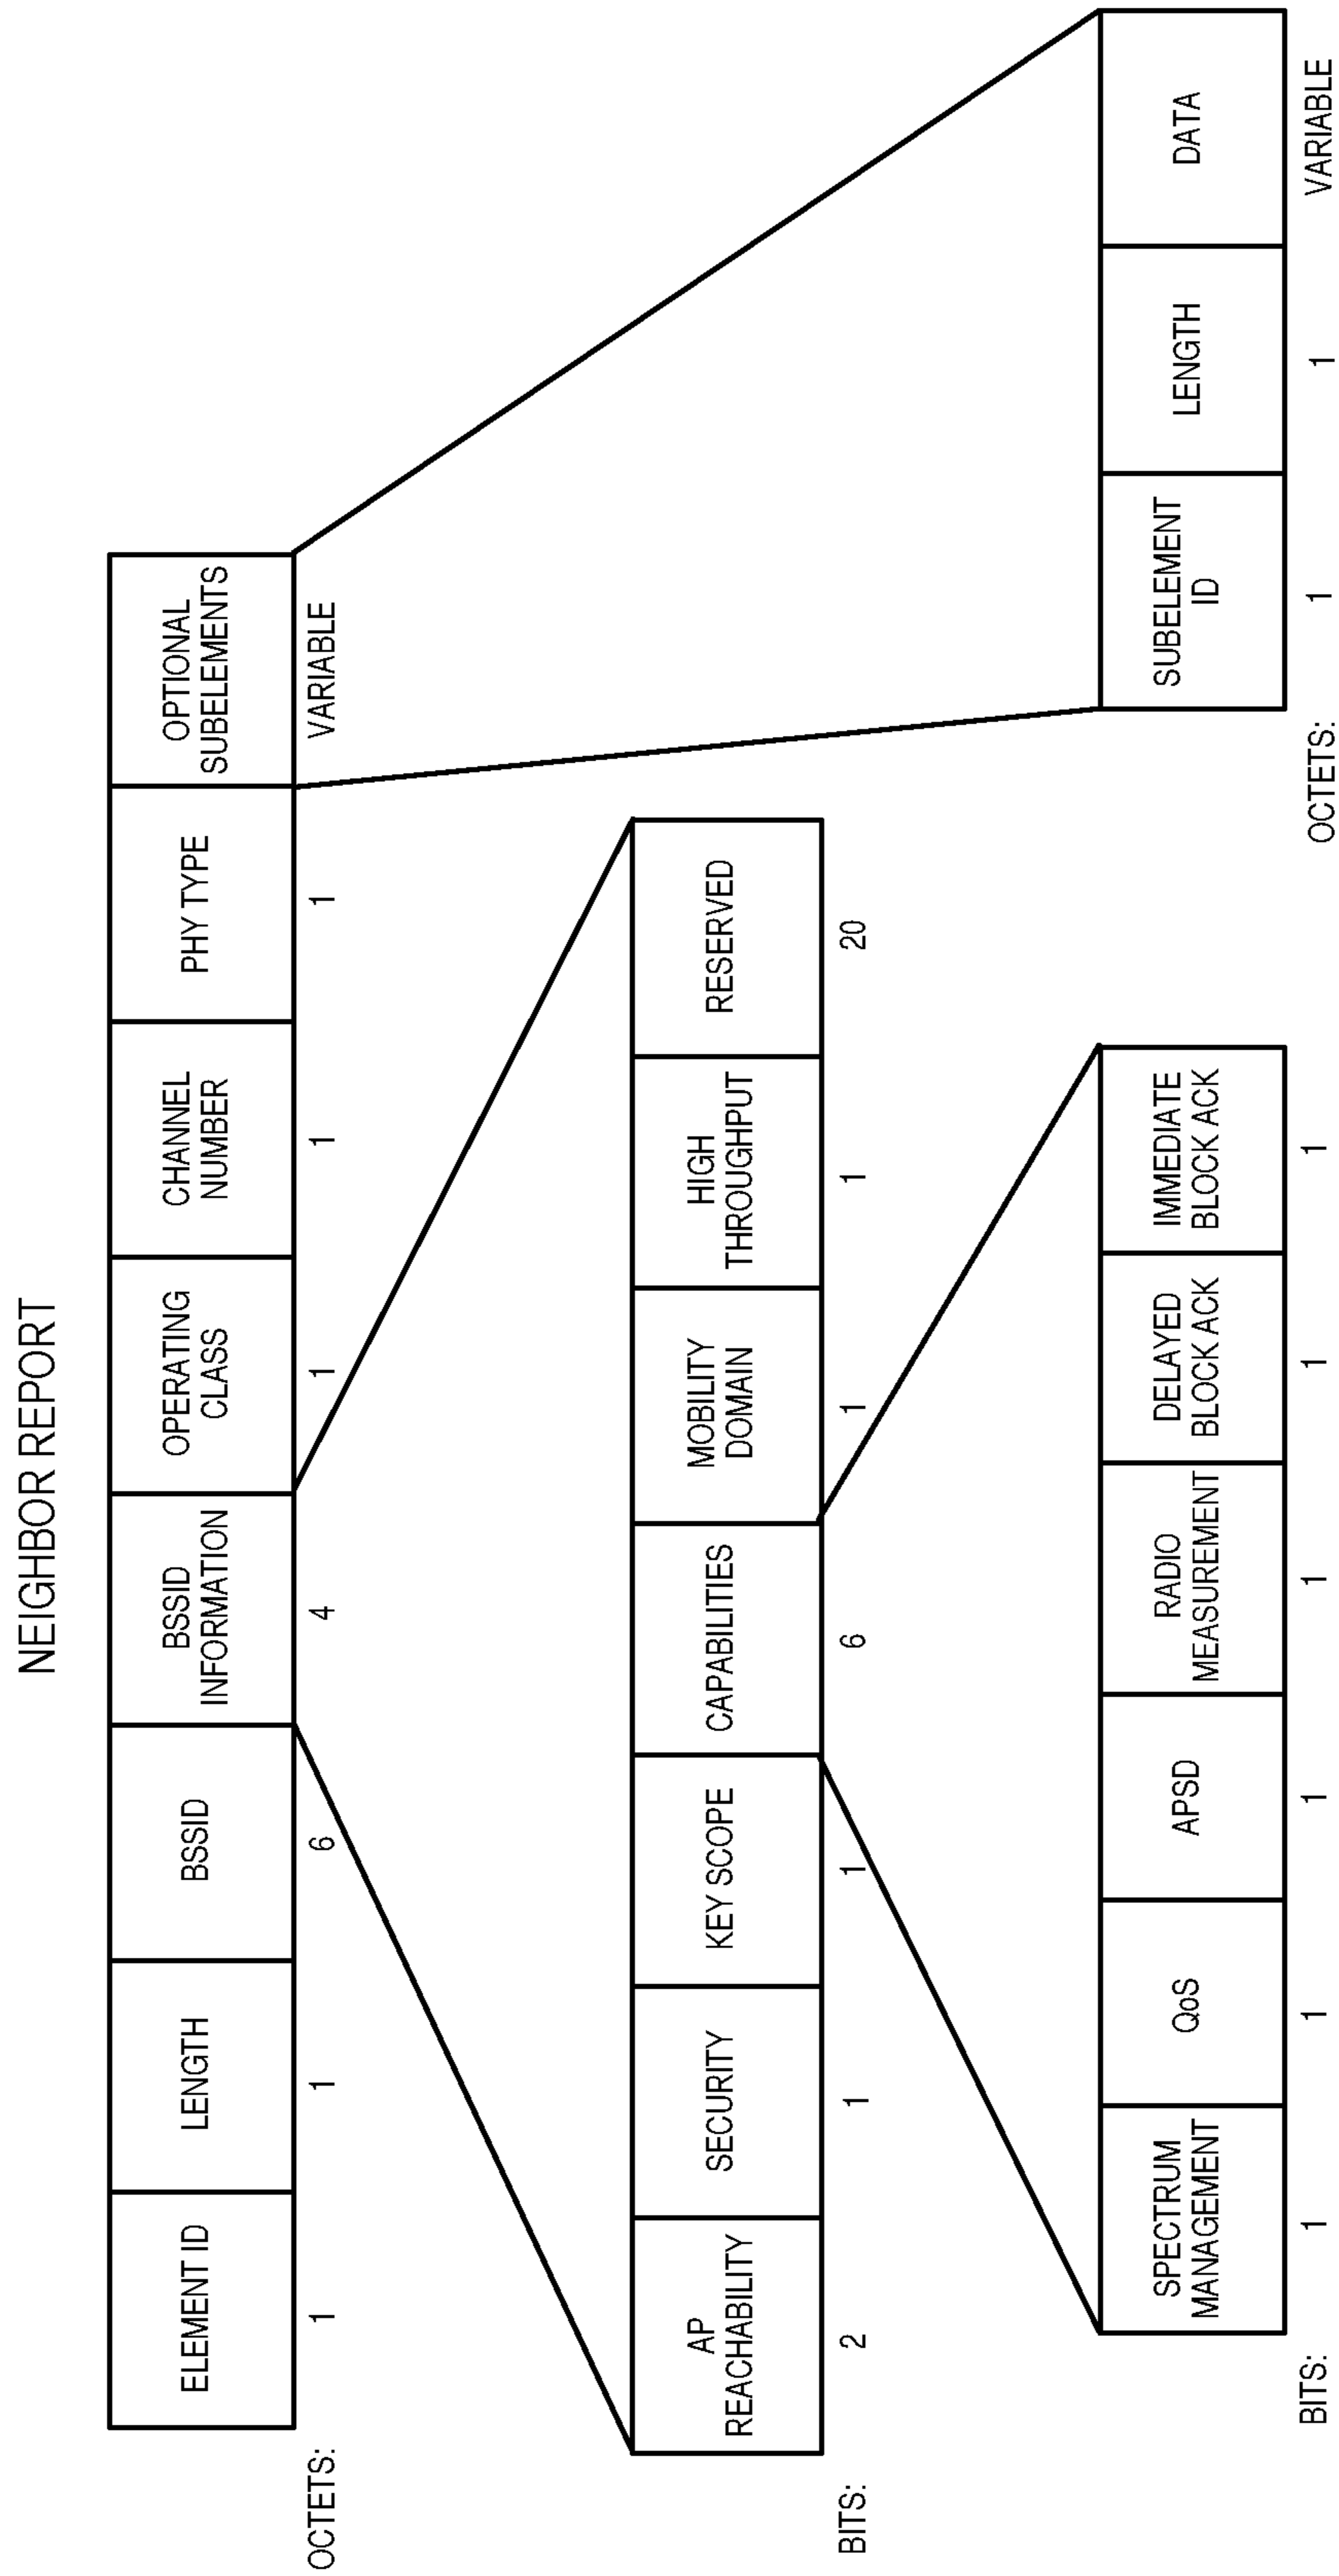 NEIGHBOR REPORT
ELEMENT ID
LENGTH
BSSID
BSSID
INFORMATION
OPERATING
CLASS
CHANNEL
NUMBER
PHY TYPE
OPTIONAL
SUBELEMENTS
OCTETS: 1 1 6 4 1 1 1 VARIABLE
AP
REACHABILITY
SECURITY
KEY SCOPE
CAPABILITIES
MOBILITY
DOMAIN
HIGH
THROUGHPUT
RESERVED
BITS: 2 1 1 6 1 1 20
SPECTRUM
MANAGEMENT
QoS
APSD
RADIO
MEASUREMENT
DELAYED
BLOCK ACK
IMMEDIATE
BLOCK ACK
BITS: 1 1 1 1 1 1
SUBELEMENT
ID
LENGTH
DATA
OCTETS: 1 1 VARIABLE